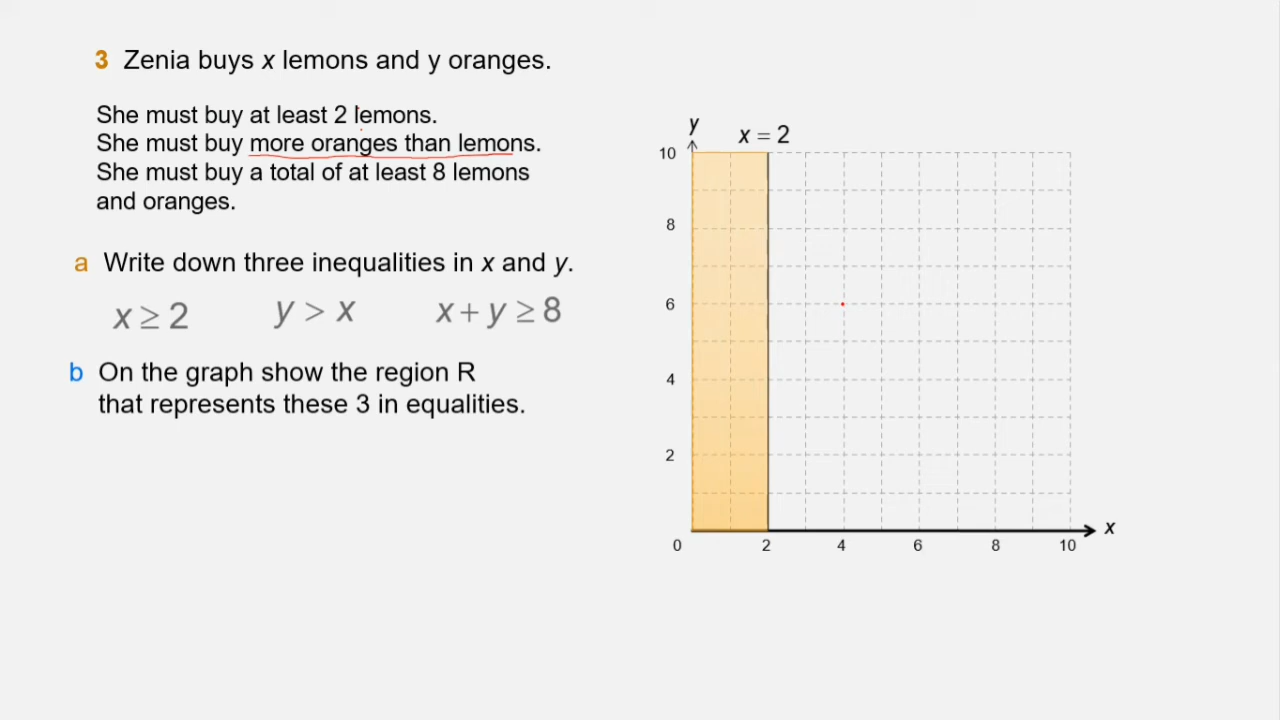 3 Zenia buys x lemons and y oranges.
She must buy at least 2 lemons.
She must buy more oranges than lemons.
She must buy a total of at least 8 lemons
and oranges.
a Write down three inequalities in x and y.
x ≥ 2 y > x x + y ≥ 8
b On the graph show the region R
that represents these 3 in equalities.
y x = 2
10
8
6
4
2
x
0 2 4 6 8 10